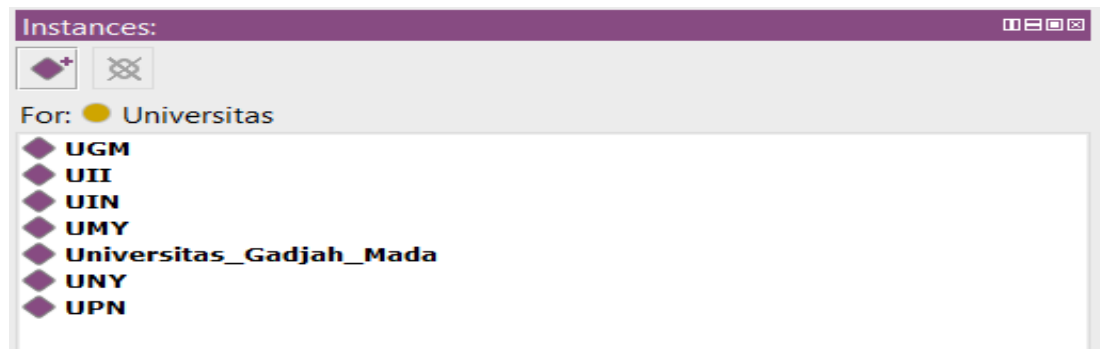 Instances:
For: Universitas
UGM
UII
UIN
UMY
Universitas_Gadjah_Mada
UNY
UPN